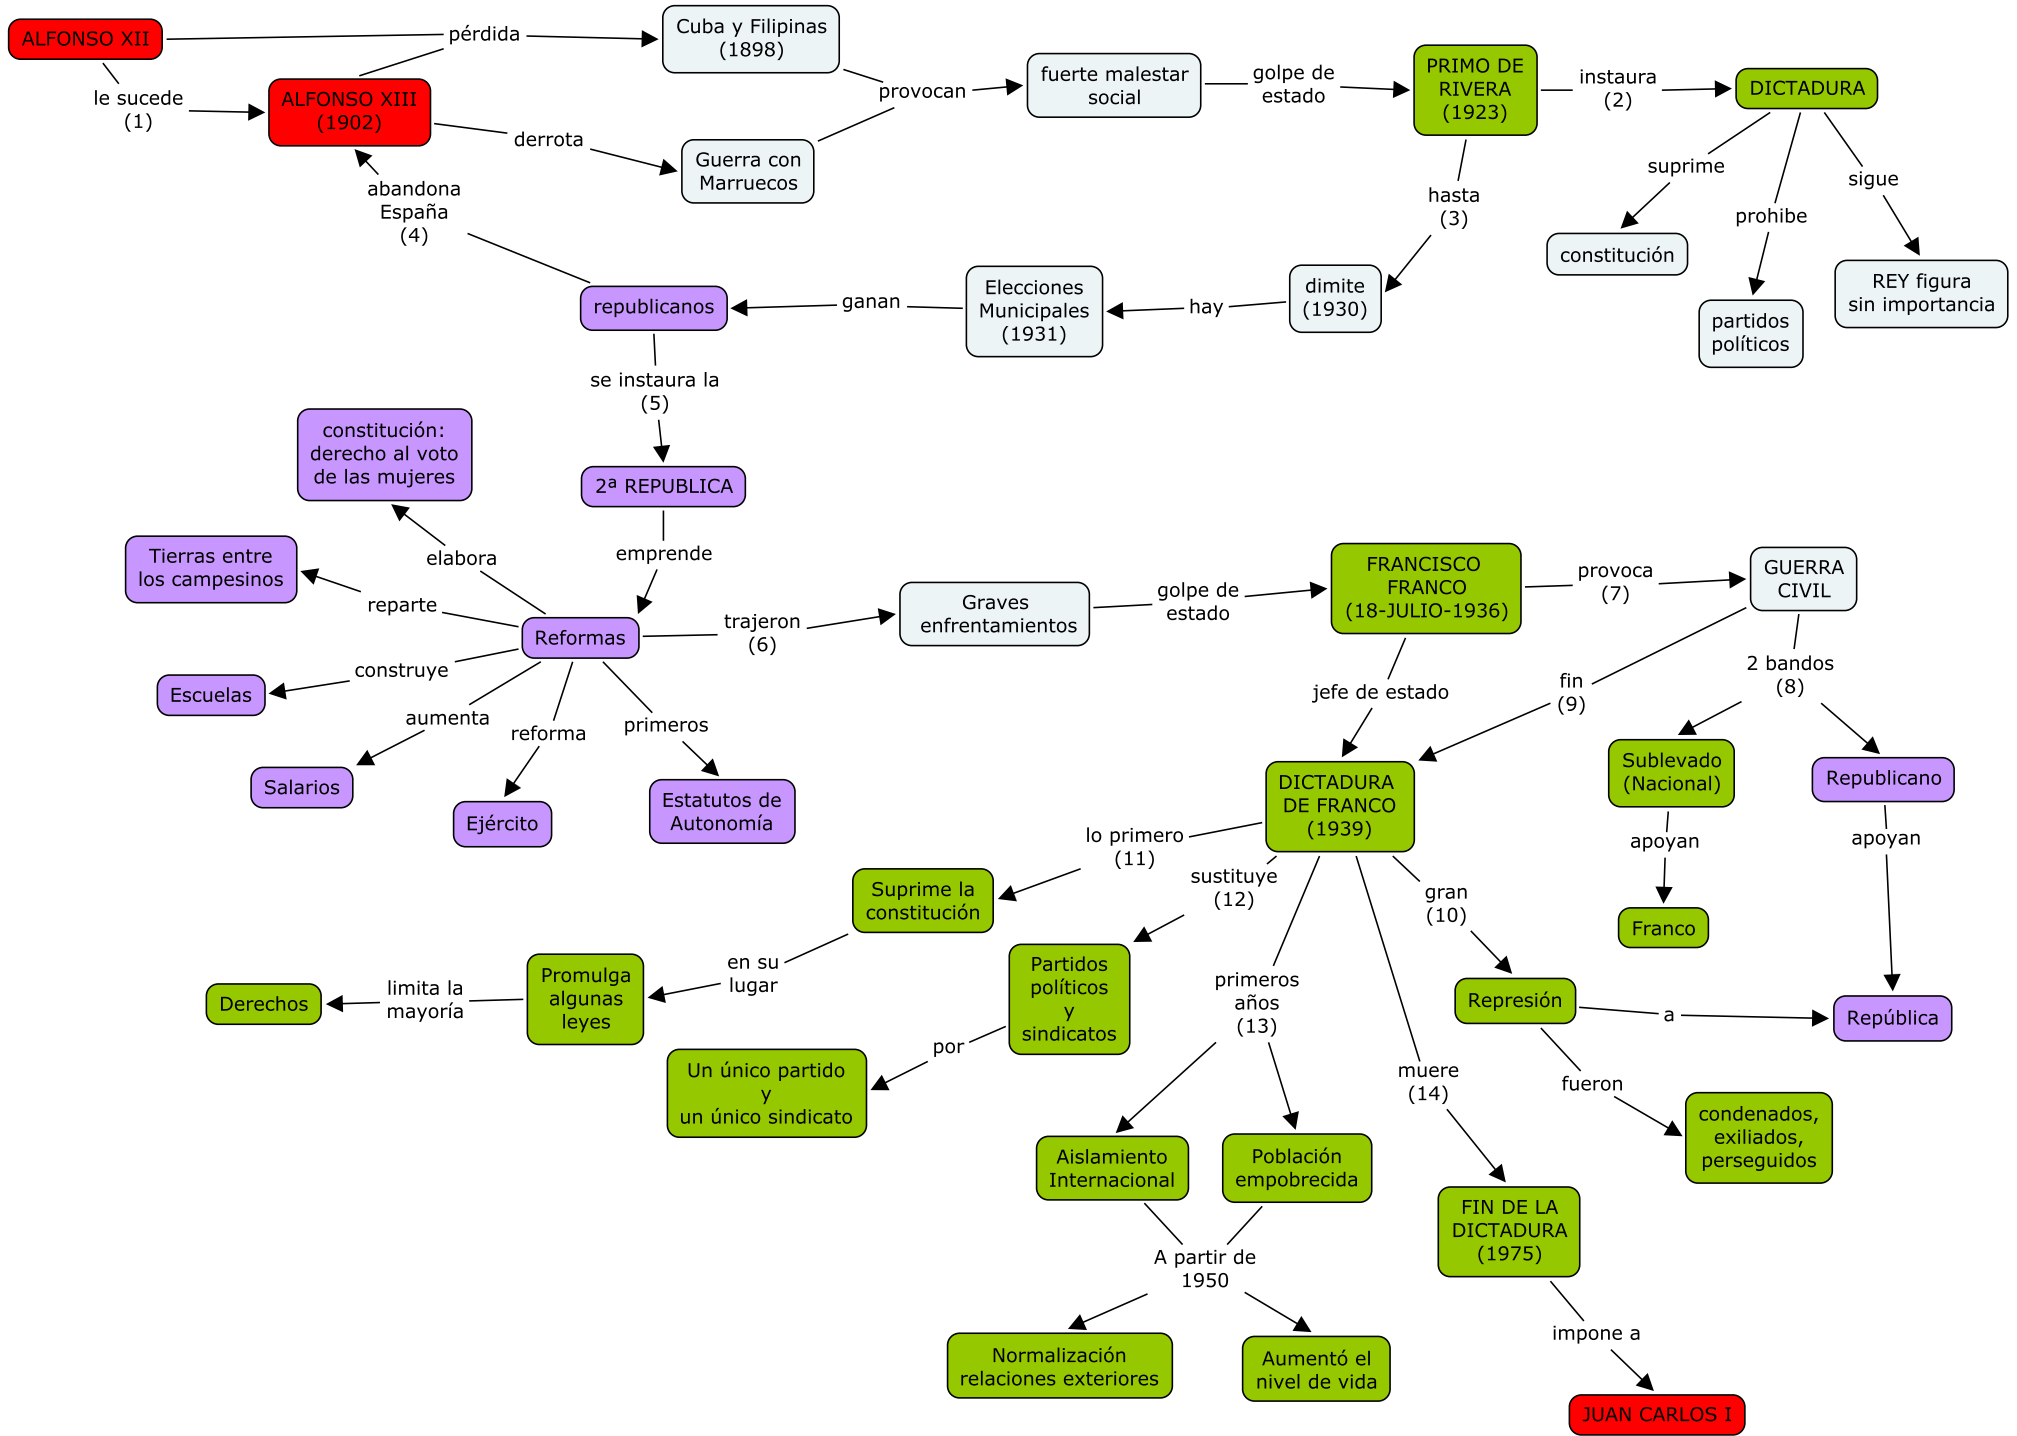 ALFONSO XII
pérdida
Cuba y Filipinas
(1898)
le sucede
(1)
ALFONSO XIII
(1902)
derrota
Guerra con
Marruecos
provocan
fuerte malestar
social
golpe de
estado
PRIMO DE
RIVERA
(1923)
instaura
(2)
DICTADURA
suprime
constitución
prohibe
partidos
políticos
sigue
REY figura
sin importancia
hasta
(3)
dimite
(1930)
hay
Elecciones
Municipales
(1931)
ganan
republicanos
abandona
España
(4)
se instaura la
(5)
2ª REPUBLICA
emprende
Reformas
elabora
constitución:
derecho al voto
de las mujeres
reparte
Tierras entre
los campesinos
construye
Escuelas
aumenta
Salarios
reforma
Ejército
primeros
Estatutos de
Autonomía
trajeron
(6)
Graves
enfrentamientos
golpe de
estado
FRANCISCO
FRANCO
(18-JULIO-1936)
provoca
(7)
GUERRA
CIVIL
2 bandos
(8)
Sublevado
(Nacional)
apoyan
Franco
Republicano
apoyan
República
fin
(9)
jefe de estado
DICTADURA
DE FRANCO
(1939)
gran
(10)
Represión
a
fueron
condenados,
exiliados,
perseguidos
lo primero
(11)
Suprime la
constitución
en su
lugar
Promulga
algunas
leyes
limita la
mayoría
Derechos
sustituye
(12)
Partidos
políticos
y
sindicatos
por
Un único partido
y
un único sindicato
primeros
años
(13)
Aislamiento
Internacional
Población
empobrecida
A partir de
1950
Normalización
relaciones exteriores
Aumentó el
nivel de vida
muere
(14)
FIN DE LA
DICTADURA
(1975)
impone a
JUAN CARLOS I